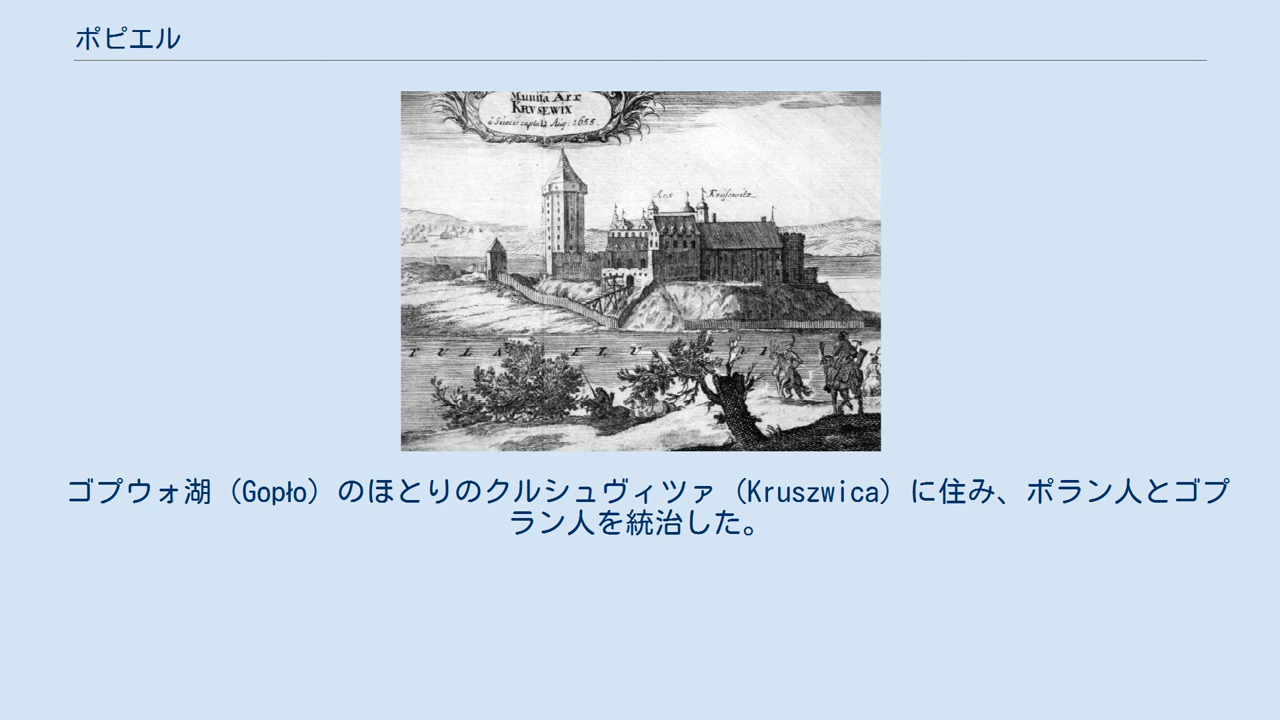 ポピエル
Munita Arx
KRVSEWIX
Arx Krusowitz
ゴプウォ湖（Gopło）のほとりのクルシュヴィツァ（Kruszwica）に住み、ポラン人とゴプ
ラン人を統治した。